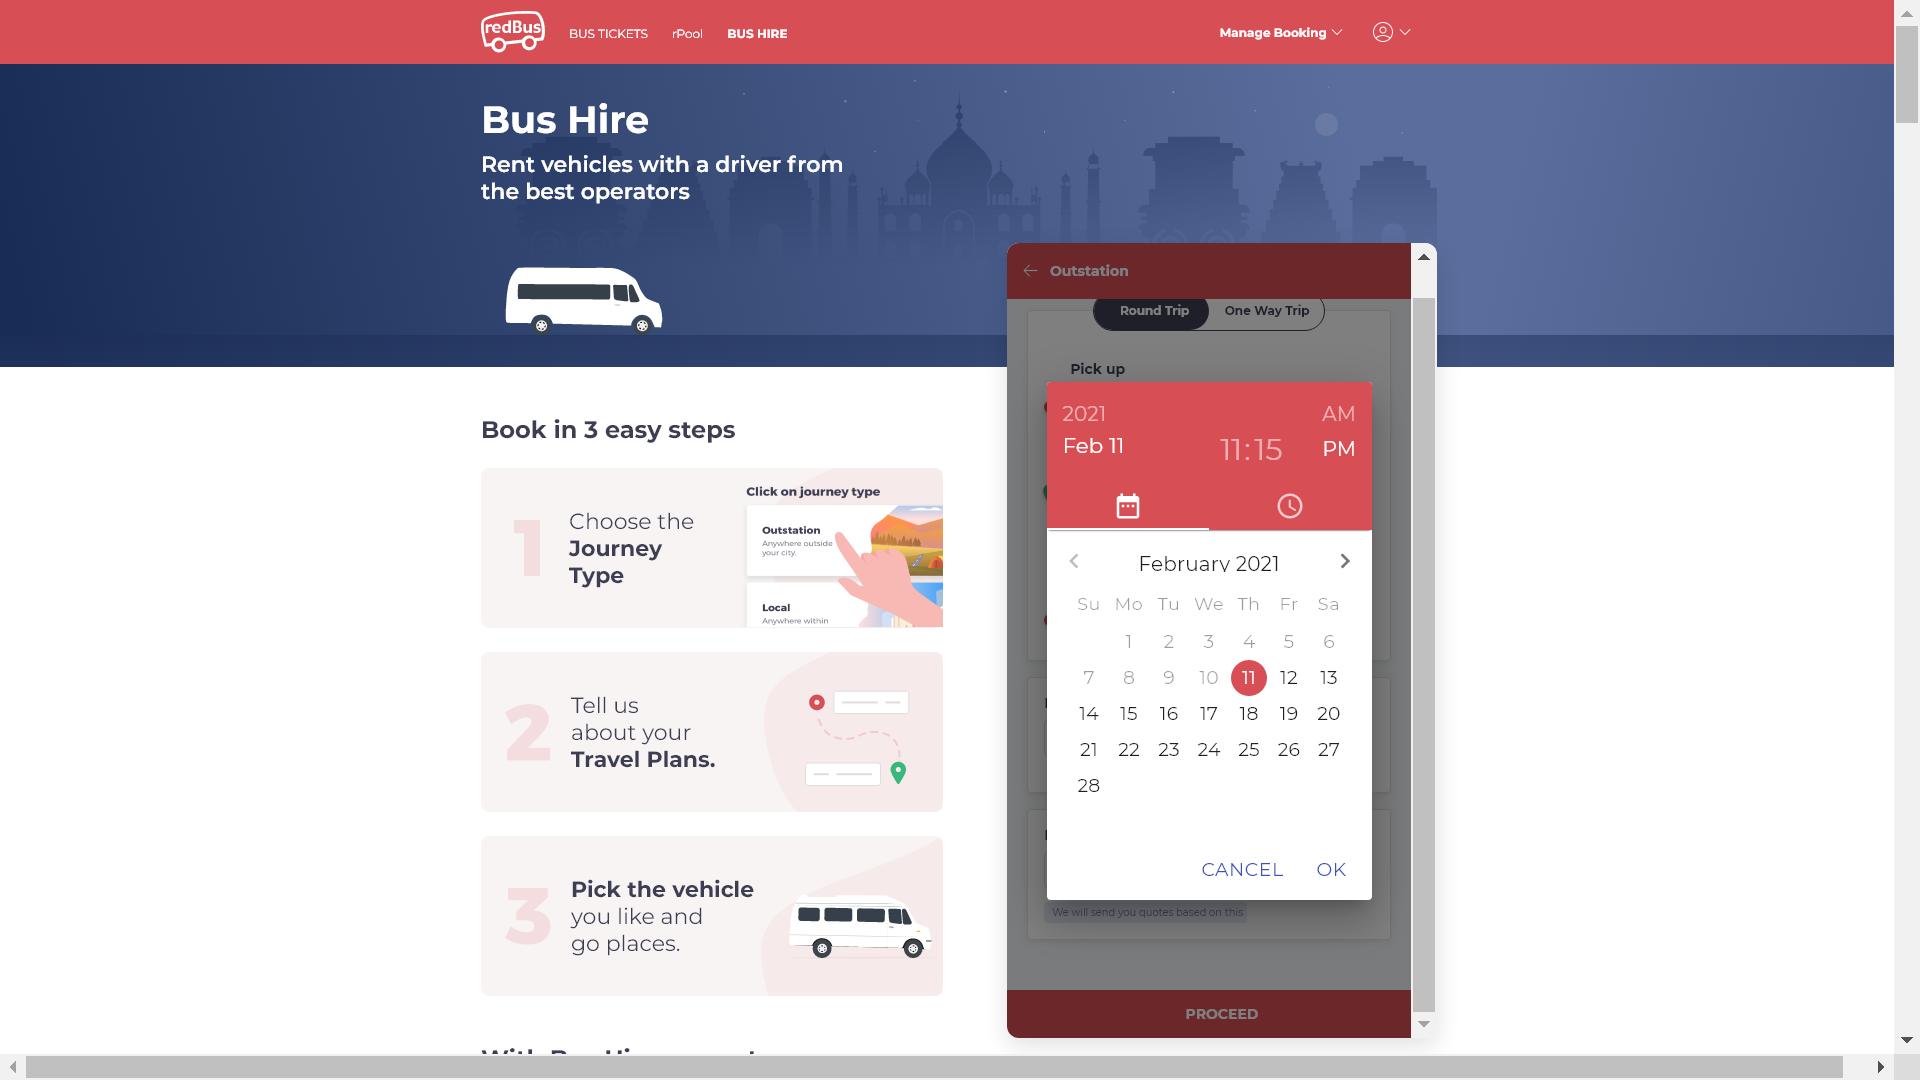 redBus
BUS TICKETS
rPool
BUS HIRE
Manage Booking
Bus Hire
Rent vehicles with a driver from
the best operators
Outstation
Round Trip
One Way Trip
Pick up
2021
Feb 11
11:15
AM
PM
February 2021
Su Mo Tu We Th Fr Sa
1 2 3 4 5 6
7 8 9 10 11 12 13
14 15 16 17 18 19 20
21 22 23 24 25 26 27
28
CANCEL
OK
We will send you quotes based on this
PROCEED
Book in 3 easy steps
1
Choose the
Journey
Type
Click on journey type
Outstation
Anywhere outside
your city.
Local
Anywhere within
2
Tell us
about your
Travel Plans.
3
Pick the vehicle
you like and
go places.